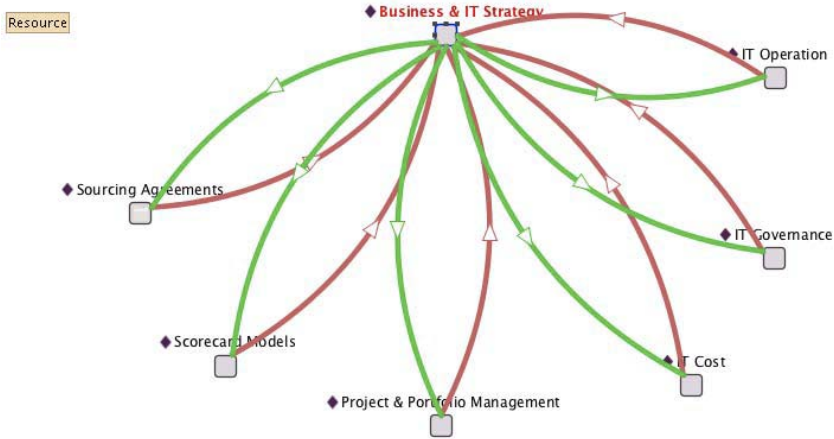 Business & IT Strategy
Resource
IT Operation
Sourcing Agreements
IT Governance
Scorecard Models
IT Cost
Project & Portfolio Management